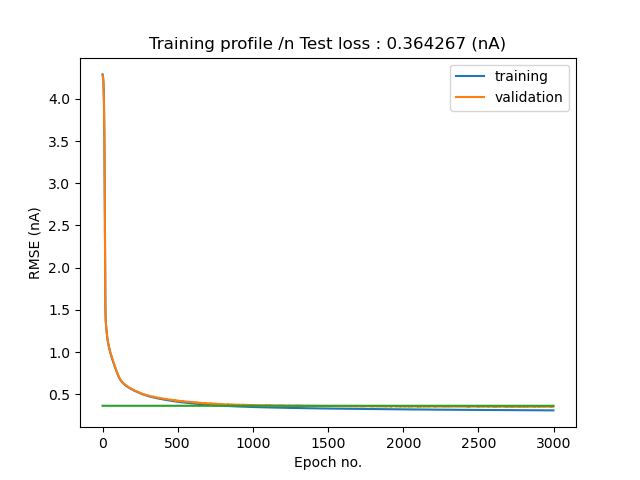 Training profile /n Test loss : 0.364267 (nA)
training
validation
RMSE (nA)
4.0
3.5
3.0
2.5
2.0
1.5
1.0
0.5
0 500 1000 1500 2000 2500 3000
Epoch no.